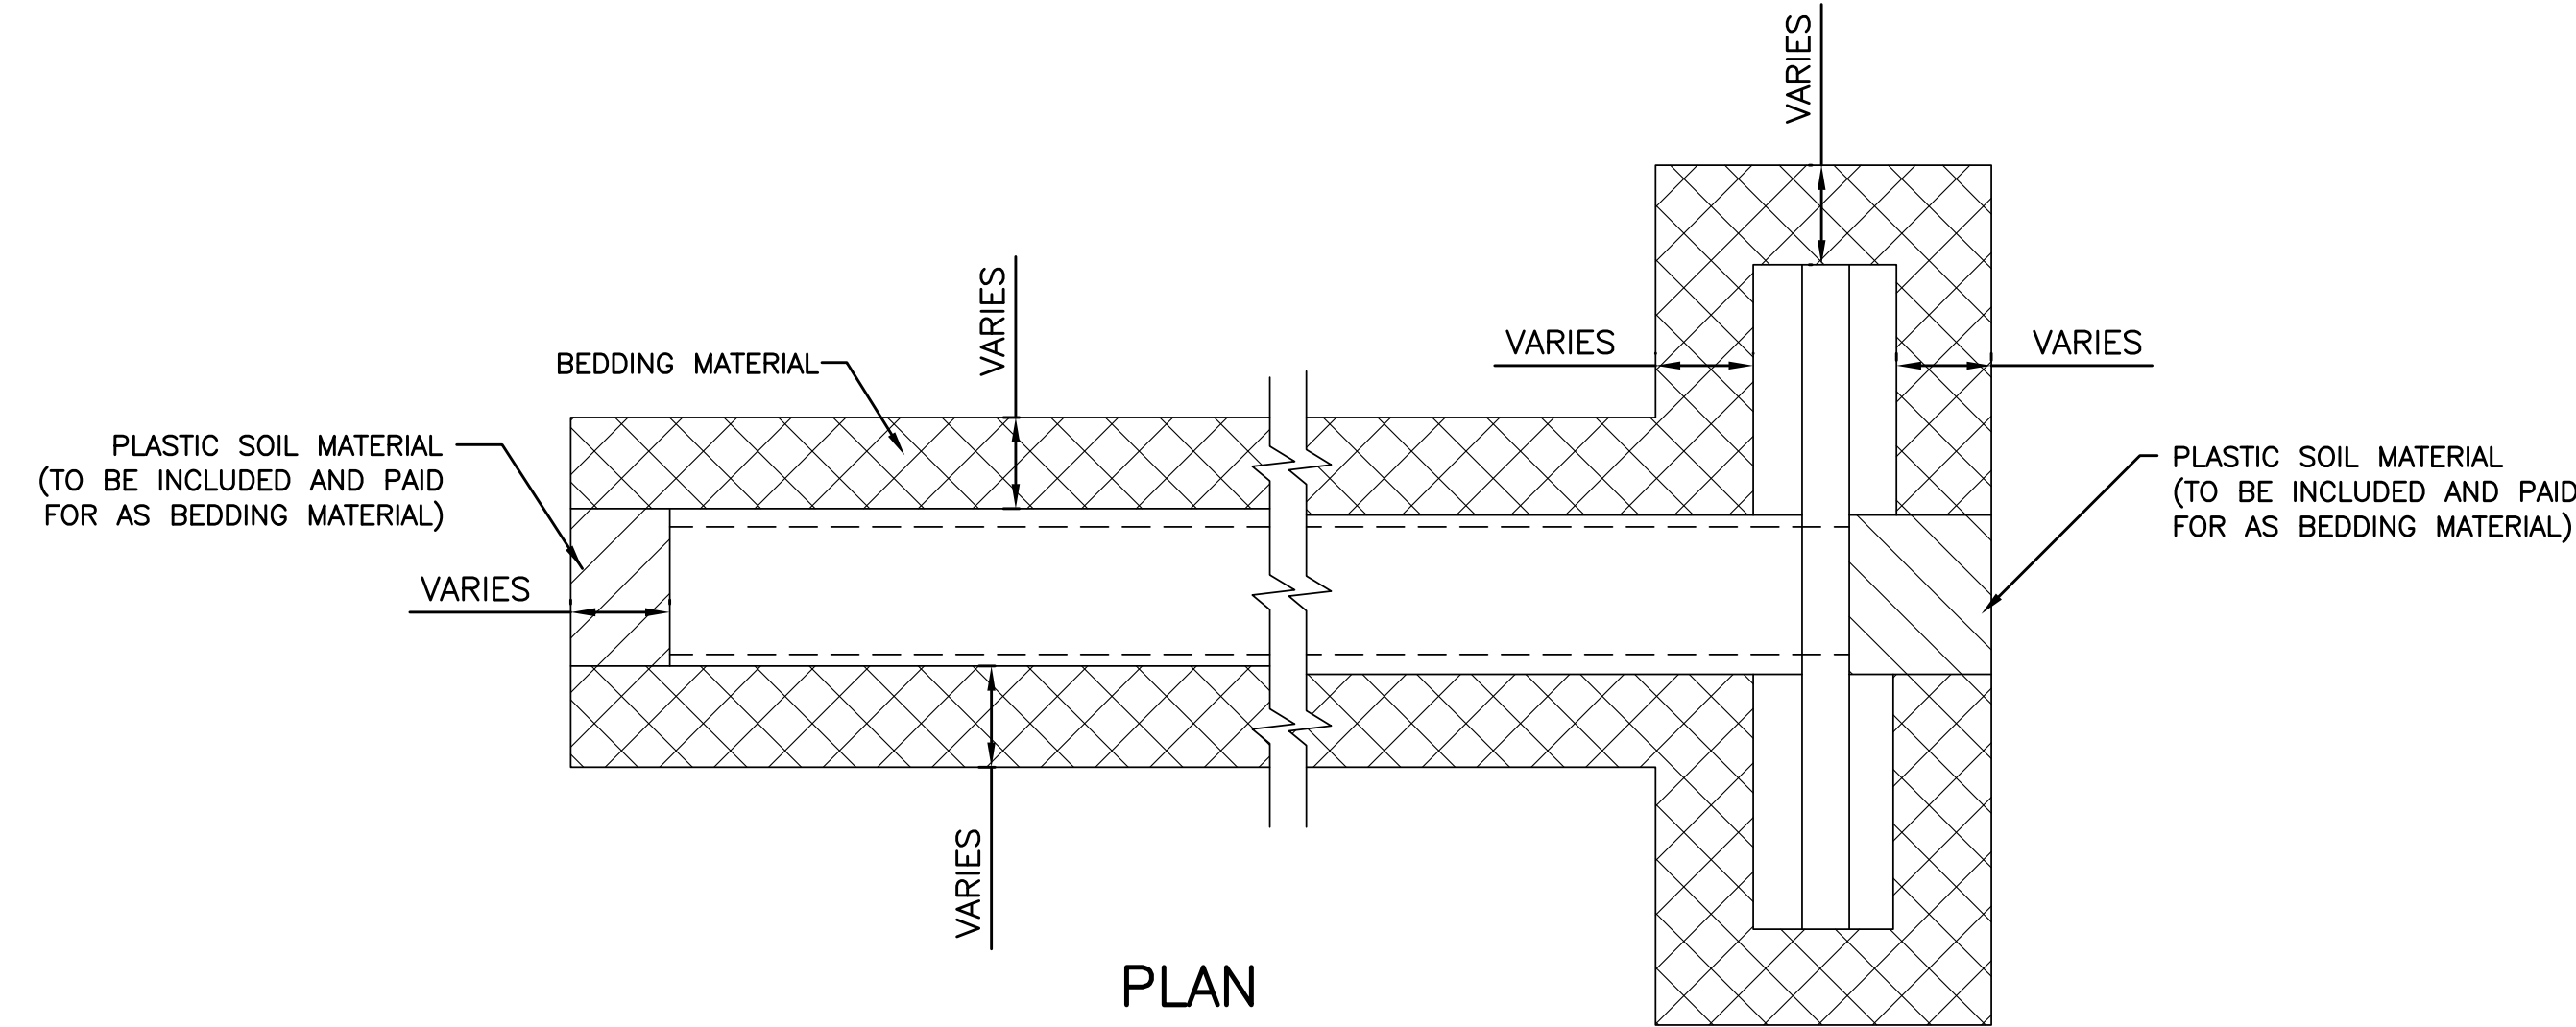 VARIES
VARIES
BEDDING MATERIAL
VARIES
VARIES
PLASTIC SOIL MATERIAL
(TO BE INCLUDED AND PAID
FOR AS BEDDING MATERIAL)
PLASTIC SOIL MATERIAL
(TO BE INCLUDED AND PAID
FOR AS BEDDING MATERIAL)
VARIES
VARIES
PLAN